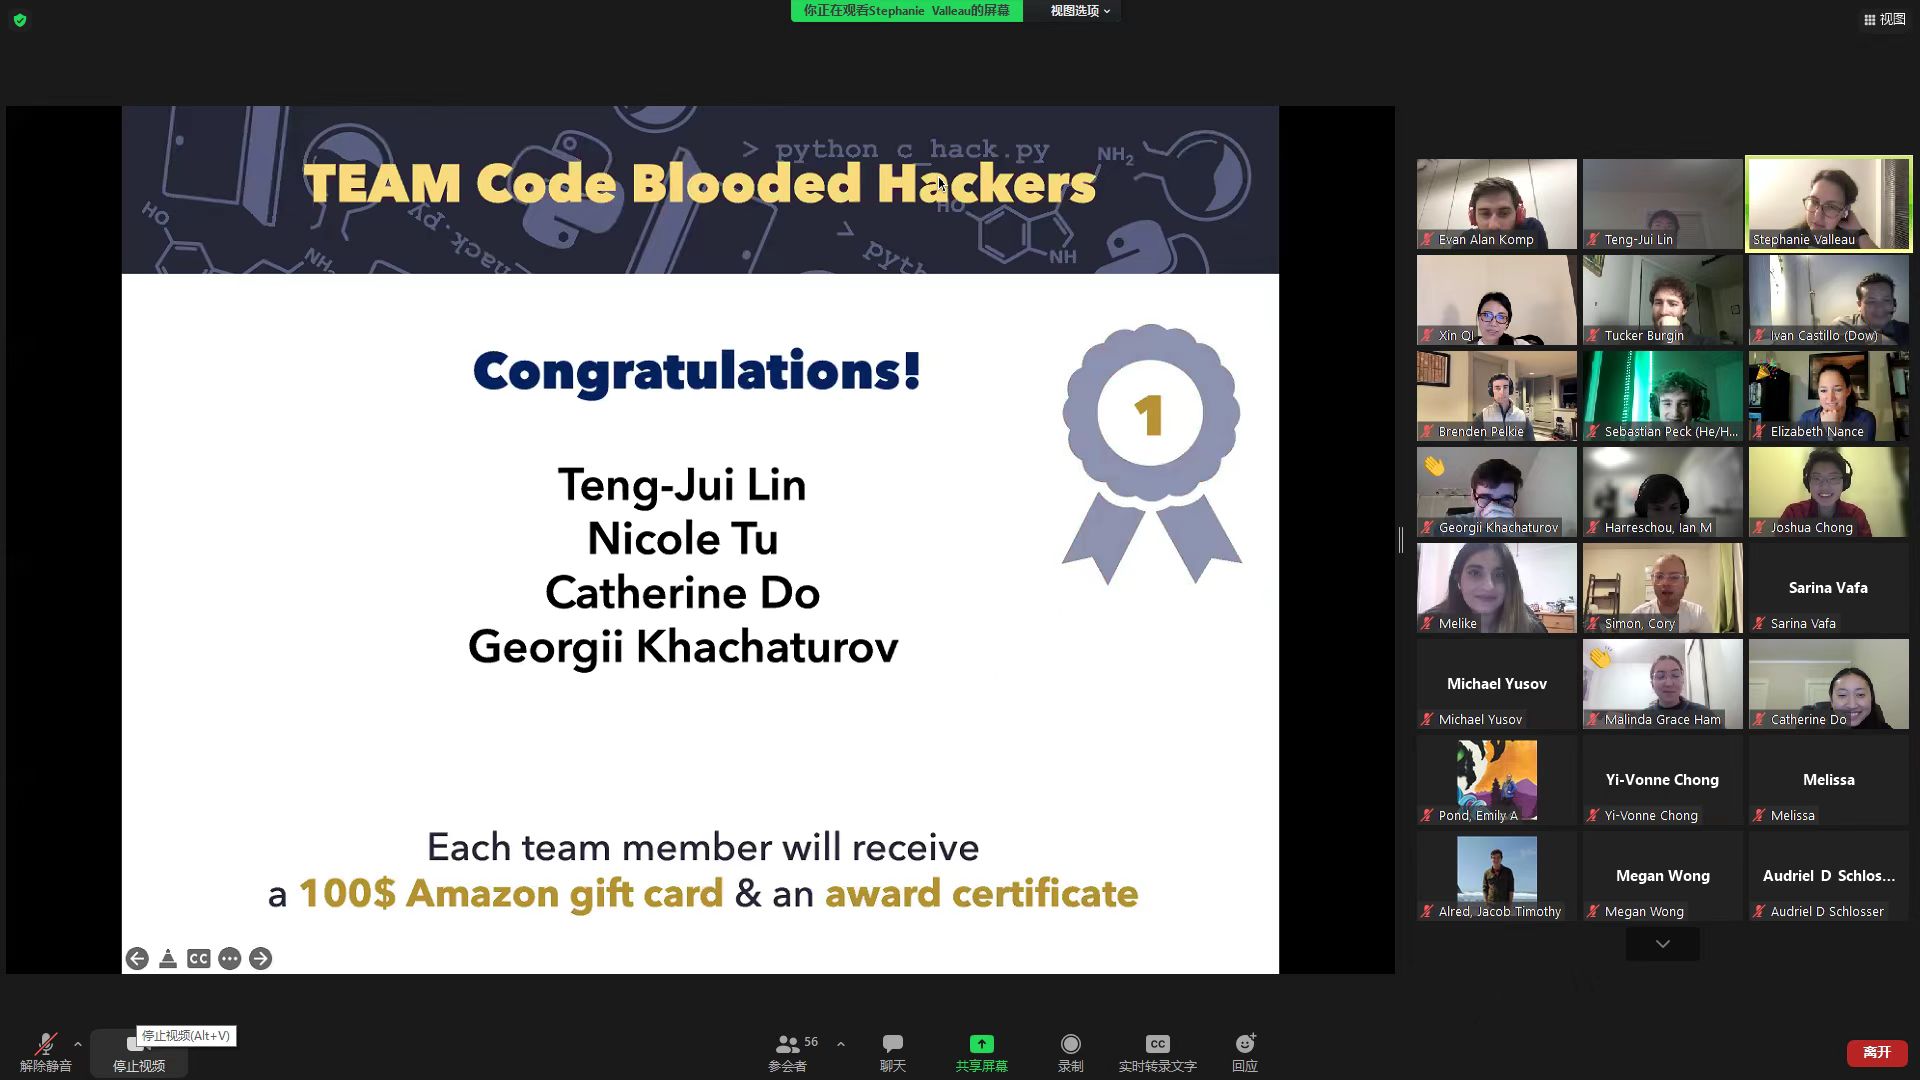 你正在观看Stephanie Valleau的屏幕
视图选项
视图
> python c_hack.py
NH2
TEAM Code Blooded Hackers
HO
HO
hack.py
> pyth
NH
NH
Congratulations!
1
Teng-Jui Lin
Nicole Tu
Catherine Do
Georgii Khachaturov
Each team member will receive
a 100$ Amazon gift card & an award certificate
CC
Evan Alan Komp
Teng-Jui Lin
Stephanie Valleau
Xin Qi
Tucker Burgin
Ivan Castillo (Dow)
Brenden Pelkie
Sebastian Peck (He/H...
Elizabeth Nance
Georgii Khachaturov
Harreschou, Ian M
Joshua Chong
Melike
Simon, Cory
Sarina Vafa
Sarina Vafa
Michael Yusov
Michael Yusov
Malinda Grace Ham
Catherine Do
Pond, Emily A
Yi-Vonne Chong
Yi-Vonne Chong
Melissa
Melissa
Alred, Jacob Timothy
Megan Wong
Megan Wong
Audriel D Schlos...
Audriel D Schlosser
解除静音
停止视频(Alt+V)
停止视频
56
参会者
聊天
共享屏幕
录制
CC
实时转录文字
回应
离开